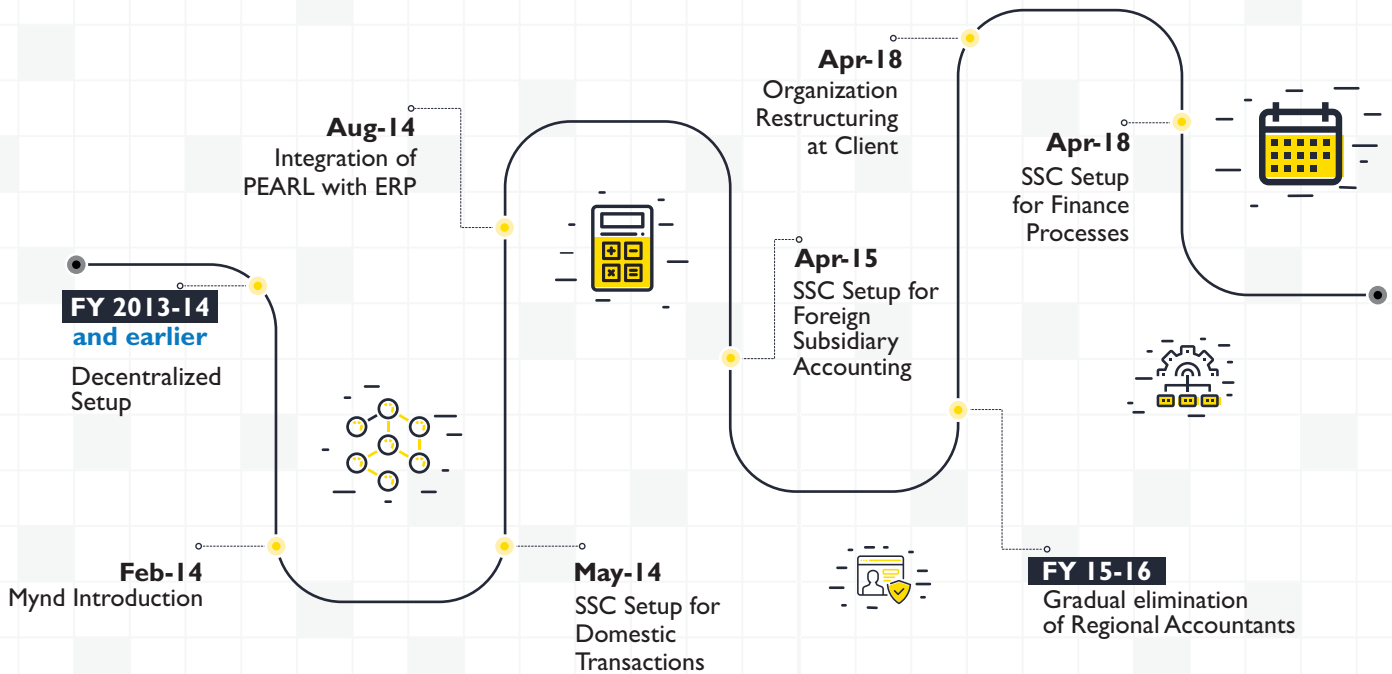 FY 2013-14
and earlier
Decentralized
Setup
Feb-14
Mynd Introduction
May-14
SSC Setup for
Domestic
Transactions
Aug-14
Integration of
PEARL with ERP
Apr-15
SSC Setup for
Foreign
Subsidiary
Accounting
FY 15-16
Gradual elimination
of Regional Accountants
Apr-18
Organization
Restructuring
at Client
Apr-18
SSC Setup
for Finance
Processes